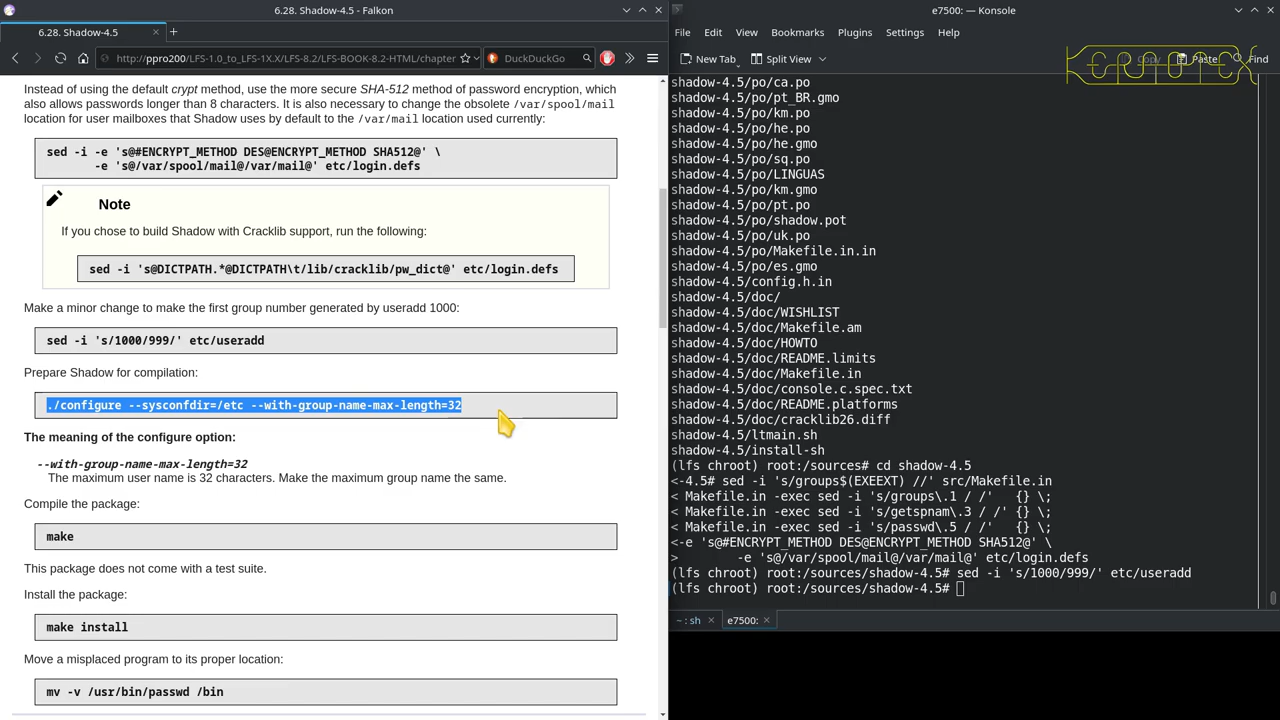 6.28. Shadow-4.5 - Falkon
6.28. Shadow-4.5
http://ppro200/LFS-1.0_to_LFS-1X.X/LFS-8.2/LFS-BOOK-8.2-HTML/chapter
DuckDuckGo
Instead of using the default crypt method, use the more secure SHA-512 method of password encryption, which
also allows passwords longer than 8 characters. It is also necessary to change the obsolete /var/spool/mail
location for user mailboxes that Shadow uses by default to the /var/mail location used currently:
sed -i -e 's@#ENCRYPT_METHOD DES@ENCRYPT_METHOD SHA512@' \
-e 's@/var/spool/mail@/var/mail@' etc/login.defs
Note
If you chose to build Shadow with Cracklib support, run the following:
sed -i 's@DICTPATH.*@DICTPATH\t/lib/cracklib/pw_dict@' etc/login.defs
Make a minor change to make the first group number generated by useradd 1000:
sed -i 's/1000/999/' etc/useradd
Prepare Shadow for compilation:
./configure --sysconfdir=/etc --with-group-name-max-length=32
The meaning of the configure option:
--with-group-name-max-length=32
The maximum user name is 32 characters. Make the maximum group name the same.
Compile the package:
make
This package does not come with a test suite.
Install the package:
make install
Move a misplaced program to its proper location:
mv -v /usr/bin/passwd /bin
e7500: — Konsole
File Edit View Bookmarks Plugins Settings Help
New Tab Split View Copy Paste Find
shadow-4.5/po/ca.po
shadow-4.5/po/pt_BR.gmo
shadow-4.5/po/km.po
shadow-4.5/po/he.po
shadow-4.5/po/he.gmo
shadow-4.5/po/sq.po
shadow-4.5/po/LINGUAS
shadow-4.5/po/km.gmo
shadow-4.5/po/pt.po
shadow-4.5/po/shadow.pot
shadow-4.5/po/uk.po
shadow-4.5/po/Makefile.in.in
shadow-4.5/po/es.gmo
shadow-4.5/config.h.in
shadow-4.5/doc/
shadow-4.5/doc/WISHLIST
shadow-4.5/doc/Makefile.am
shadow-4.5/doc/HOWTO
shadow-4.5/doc/README.limits
shadow-4.5/doc/Makefile.in
shadow-4.5/doc/console.c.spec.txt
shadow-4.5/doc/README.platforms
shadow-4.5/doc/cracklib26.diff
shadow-4.5/ltmain.sh
shadow-4.5/install-sh
(lfs chroot) root:/sources# cd shadow-4.5
<-4.5# sed -i 's/groups$(EXEEXT) //' src/Makefile.in
< Makefile.in -exec sed -i 's/groups\.1 / /'   {} \;
< Makefile.in -exec sed -i 's/getspnam\.3 / /' {} \;
< Makefile.in -exec sed -i 's/passwd\.5 / /'   {} \;
<-e 's@#ENCRYPT_METHOD DES@ENCRYPT_METHOD SHA512@' \
>       -e 's@/var/spool/mail@/var/mail@' etc/login.defs
(lfs chroot) root:/sources/shadow-4.5# sed -i 's/1000/999/' etc/useradd
(lfs chroot) root:/sources/shadow-4.5#
~ : sh e7500: